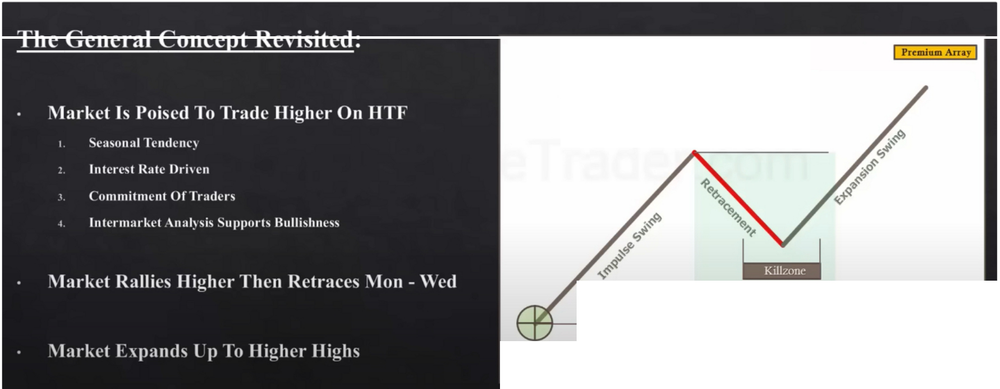 The General Concept Revisited:
• Market Is Poised To Trade Higher On HTF
1. Seasonal Tendency
2. Interest Rate Driven
3. Commitment Of Traders
4. Intermarket Analysis Supports Bullishness
• Market Rallies Higher Then Retraces Mon - Wed
• Market Expands Up To Higher Highs
Premium Array
eTrader.com
Impulse Swing
Retracement
Expansion Swing
Killzone